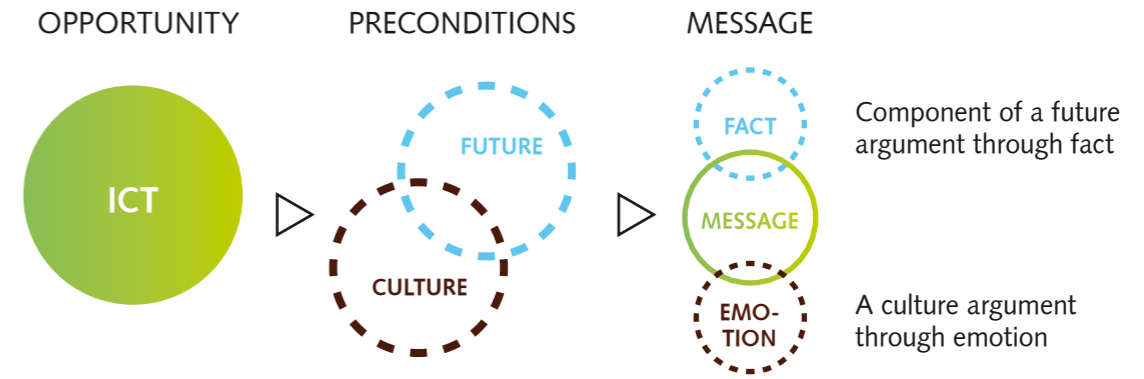 OPPORTUNITY
PRECONDITIONS
MESSAGE
ICT
FUTURE
CULTURE
FACT
MESSAGE
EMO-
TION
Component of a future
argument through fact
A culture argument
through emotion